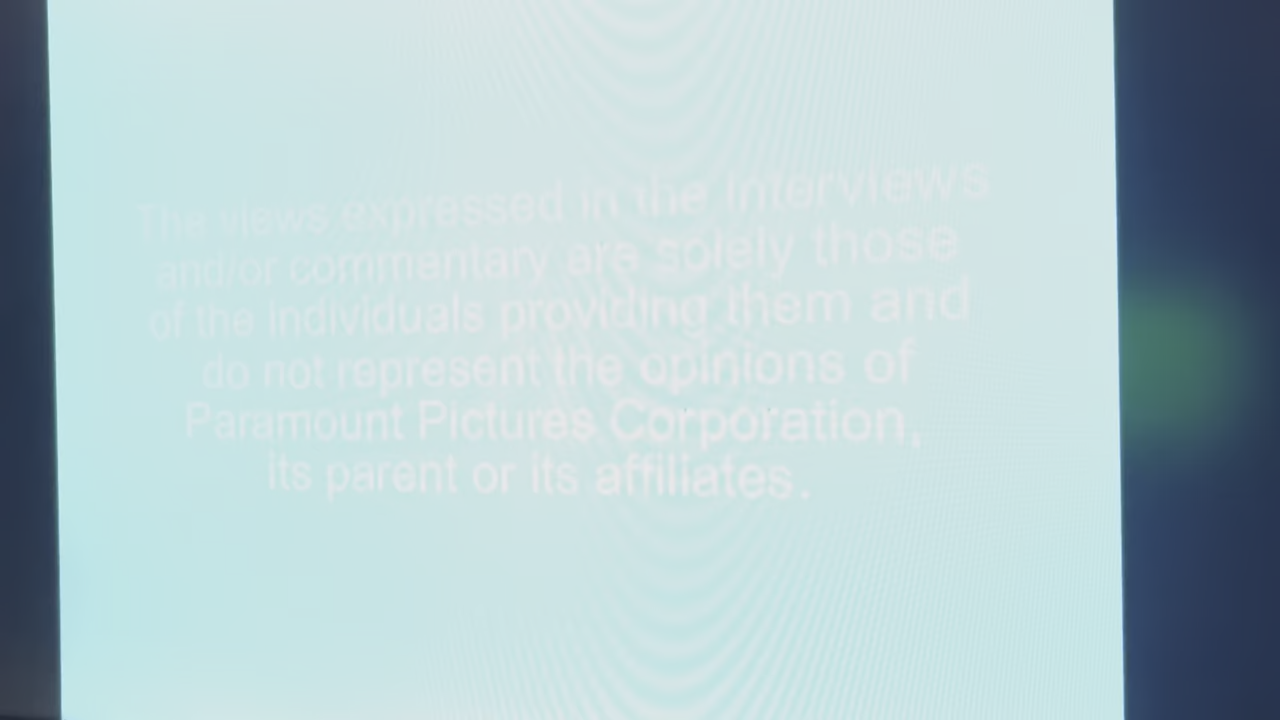 The views expressed in the interviews
and/or commentary are solely those
of the individuals providing them and
do not represent the opinions of
Paramount Pictures Corporation,
its parent or its affiliates.